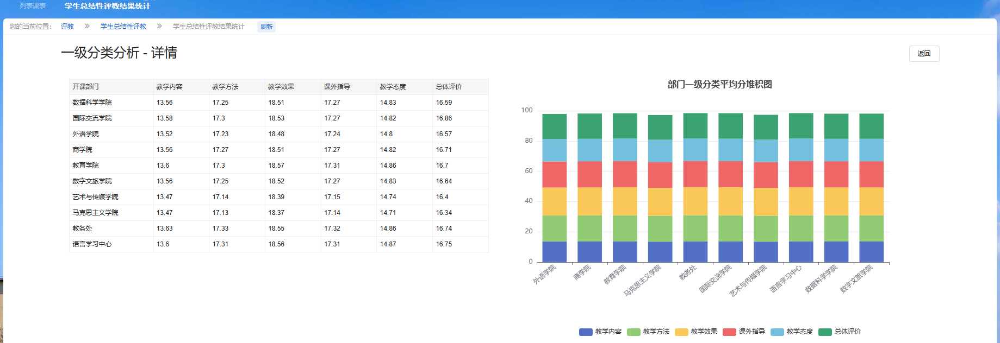 列表课表 学生总结性评教结果统计
您的当前位置: 评教 学生总结性评教 学生总结性评教结果统计 刷新
一级分类分析 - 详情
返回
开课部门 教学内容 教学方法 教学效果 课外指导 教学态度 总体评价
数据科学学院 13.56 17.25 18.51 17.27 14.83 16.59
国际交流学院 13.58 17.3 18.53 17.27 14.82 16.86
外语学院 13.52 17.23 18.48 17.24 14.8 16.57
商学院 13.56 17.27 18.51 17.27 14.82 16.71
教育学院 13.6 17.3 18.57 17.31 14.86 16.7
数字文旅学院 13.56 17.25 18.52 17.27 14.83 16.64
艺术与传媒学院 13.47 17.14 18.39 17.15 14.74 16.4
马克思主义学院 13.47 17.13 18.37 17.14 14.71 16.34
教务处 13.63 17.33 18.55 17.32 14.86 16.74
语言学习中心 13.6 17.31 18.56 17.31 14.87 16.75
部门一级分类平均分堆积图
100
80
60
40
20
0
外语学院 商学院 教育学院 马克思主义学院 教务处 国际交流学院 艺术与传媒学院 语言学习中心 数据科学学院 数字文旅学院
教学内容 教学方法 教学效果 课外指导 教学态度 总体评价